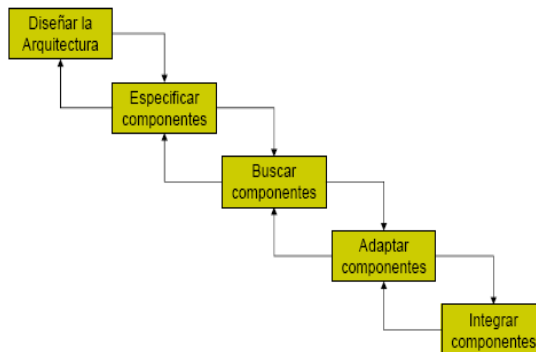 Diseñar la
Arquitectura
Especificar
componentes
Buscar
componentes
Adaptar
componentes
Integrar
componentes